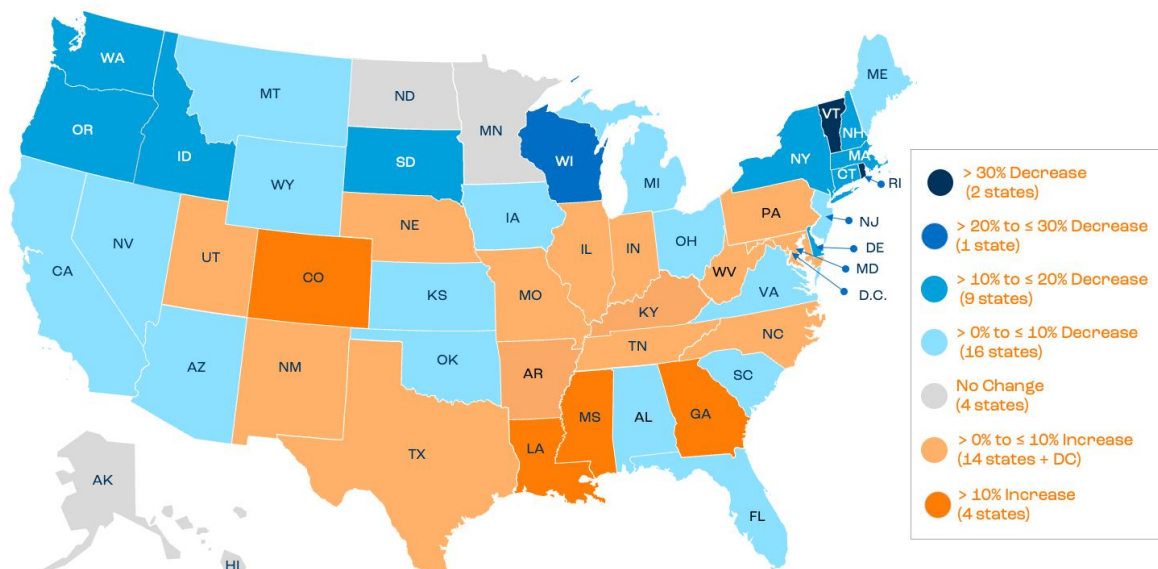 WA
MT
ND
MN
ME
VT
NH
OR
ID
SD
WI
NY
MA
CT
RI
WY
MI
IA
NE
PA
NJ
NV
UT
IL
IN
OH
DE
MD
D.C.
CA
CO
KS
MO
WV
VA
KY
AZ
NM
OK
AR
TN
NC
SC
TX
LA
MS
AL
GA
FL
AK
HI
> 30% Decrease
(2 states)
> 20% to ≤ 30% Decrease
(1 state)
> 10% to ≤ 20% Decrease
(9 states)
> 0% to ≤ 10% Decrease
(16 states)
No Change
(4 states)
> 0% to ≤ 10% Increase
(14 states + DC)
> 10% Increase
(4 states)